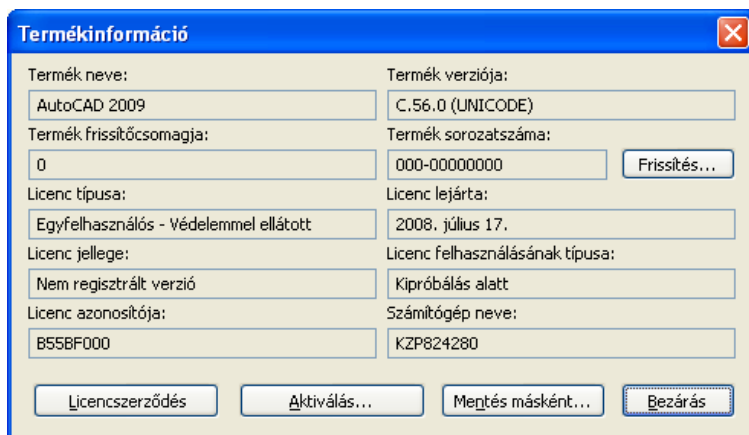 Termékinformáció
Termék neve:
Termék verziója:
AutoCAD 2009
C.56.0 (UNICODE)
Termék frissítőcsomagja:
Termék sorozatszáma:
0
000-00000000
Frissítés...
Licenc típusa:
Licenc lejárta:
Egyfelhasználós - Védelemmel ellátott
2008. július 17.
Licenc jellege:
Licenc felhasználásának típusa:
Nem regisztrált verzió
Kipróbálás alatt
Licenc azonosítója:
Számítógép neve:
B55BF000
KZP824280
Licencszerződés
Aktiválás...
Mentés másként...
Bezárás